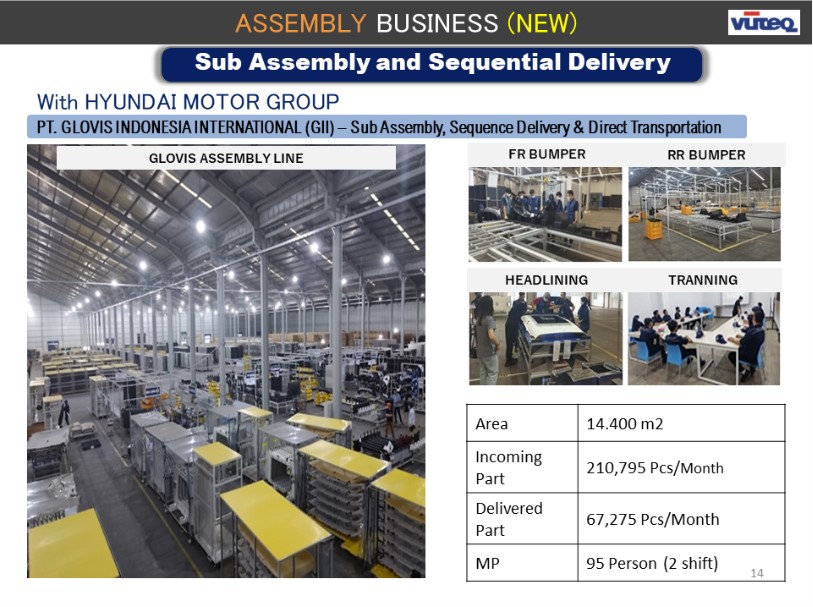 ASSEMBLY BUSINESS (NEW)
VUTEQ
Sub Assembly and Sequential Delivery
With HYUNDAI MOTOR GROUP
PT. GLOVIS INDONESIA INTERNATIONAL (GII) – Sub Assembly, Sequence Delivery & Direct Transportation
GLOVIS ASSEMBLY LINE
FR BUMPER
RR BUMPER
HEADLINING
TRANNING
Area
14.400 m2
Incoming
Part
210,795 Pcs/Month
Delivered
Part
67,275 Pcs/Month
MP
95 Person (2 shift)
14